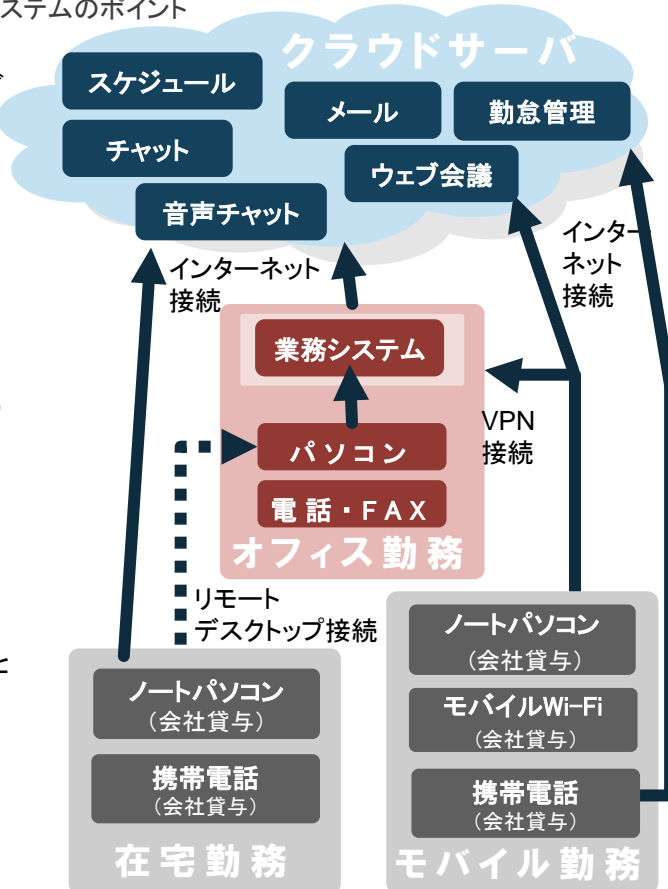 ステムのポイント
クラウドサーバ
スケジュール
メール
勤怠管理
チャット
ウェブ会議
音声チャット
インターネット
接続
インター
ネット
接続
業務システム
VPN
接続
パソコン
電話・FAX
オフィス勤務
リモート
デスクトップ接続
ノートパソコン
(会社貸与)
携帯電話
(会社貸与)
在宅勤務
ノートパソコン
(会社貸与)
モバイルWi-Fi
(会社貸与)
携帯電話
(会社貸与)
モバイル勤務
と